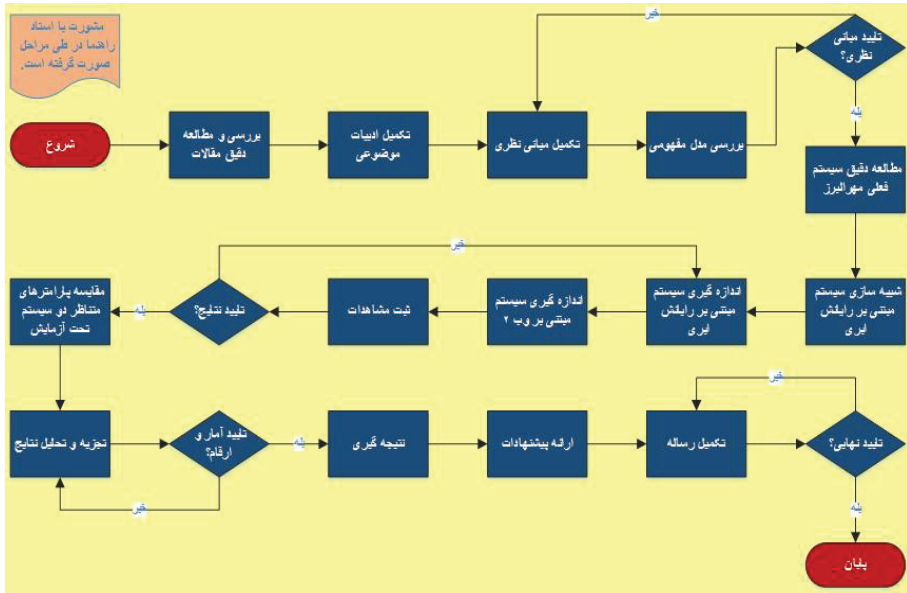 مشورت با استاد
راهنما در طی مراحل
صورت گرفته است.
شروع
بررسی و مطالعه
دقیق مقالات
تکمیل ادبیات
موضوعی
تکمیل مبانی نظری
بررسی مدل مفهومی
تایید مبانی
نظری؟
خیر
بله
مطالعه دقیق سیستم
فعلی مهرالبرز
شبیه سازی سیستم
مبتنی بر رایانش
ابری
اندازه گیری سیستم
مبتنی بر رایانش
ابری
اندازه گیری سیستم
مبتنی بر وب ۲
ثبت مشاهدات
تایید نتایج؟
خیر
بله
مقایسه پارامترهای
متناظر دو سیستم
تحت آزمایش
تجزیه و تحلیل نتایج
تایید آمار و
ارقام؟
خیر
بله
نتیجه گیری
ارائه پیشنهادات
تکمیل رساله
تایید نهایی؟
خیر
بله
پایان